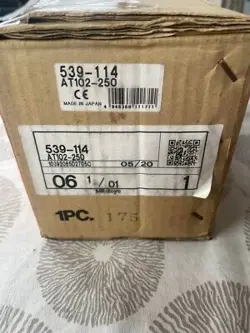 539-114
AT102-250
CE
MADE IN JAPAN
539-114
AT102-250
05/20
06 1/01
1
Mitutoyo
1PC. 175